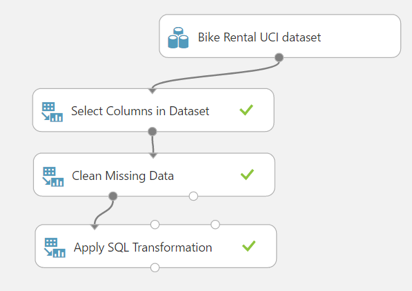 Bike Rental UCI dataset
Select Columns in Dataset
Clean Missing Data
Apply SQL Transformation